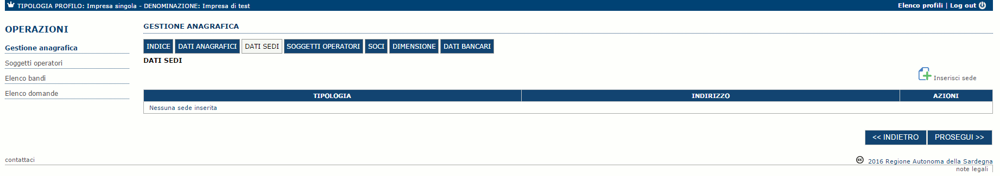 TIPOLOGIA PROFILO: Impresa singola - DENOMINAZIONE: Impresa di test
Elenco profili | Log out
OPERAZIONI
Gestione anagrafica
Soggetti operatori
Elenco bandi
Elenco domande
GESTIONE ANAGRAFICA
INDICE DATI ANAGRAFICI DATI SEDI SOGGETTI OPERATORI SOCI DIMENSIONE DATI BANCARI
DATI SEDI
Inserisci sede
TIPOLOGIA INDIRIZZO AZIONI
Nessuna sede inserita
<< INDIETRO PROSEGUI >>
contattaci
cc 2016 Regione Autonoma della Sardegna
note legali